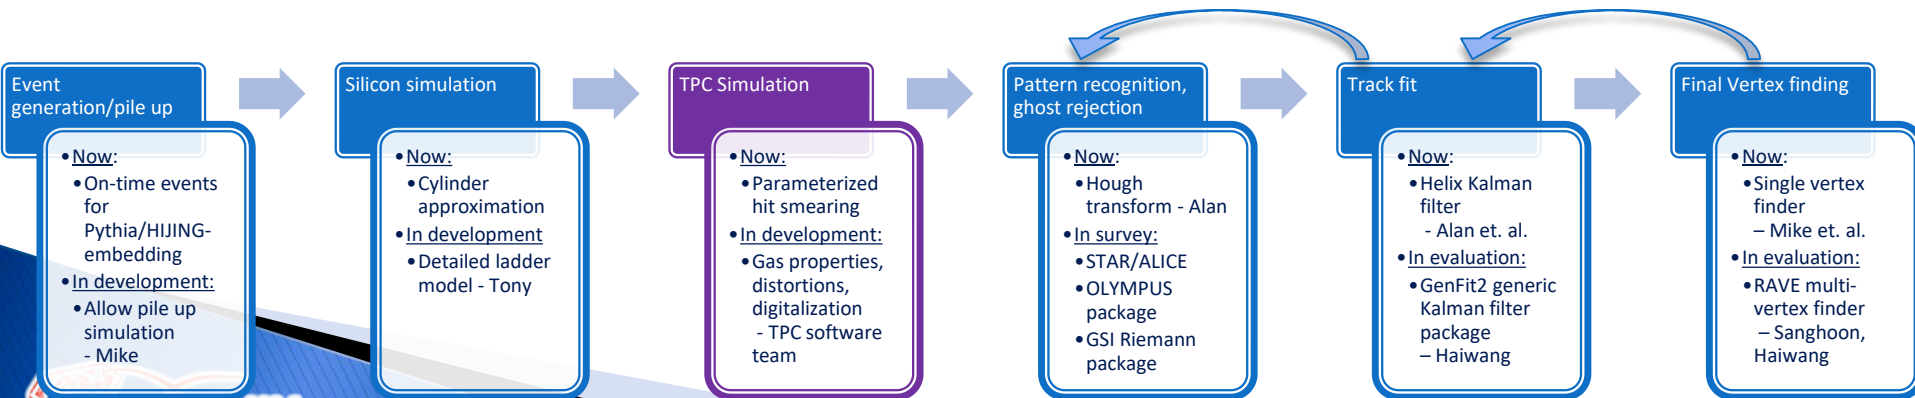 Event
generation/pile up
• Now:
• On-time events
for
Pythia/HIJING-
embedding
• In development:
• Allow pile up
simulation
- Mike
Silicon simulation
• Now:
• Cylinder
approximation
• In development
• Detailed ladder
model - Tony
TPC Simulation
• Now:
• Parameterized
hit smearing
• In development:
• Gas properties,
distortions,
digitalization
- TPC software
team
Pattern recognition,
ghost rejection
• Now:
• Hough
transform - Alan
• In survey:
• STAR/ALICE
• OLYMPUS
package
• GSI Riemann
package
Track fit
• Now:
• Helix Kalman
filter
- Alan et. al.
• In evaluation:
• GenFit2 generic
Kalman filter
package
– Haiwang
Final Vertex finding
• Now:
• Single vertex
finder
– Mike et. al.
• In evaluation:
• RAVE multi-
vertex finder
– Sanghoon,
Haiwang